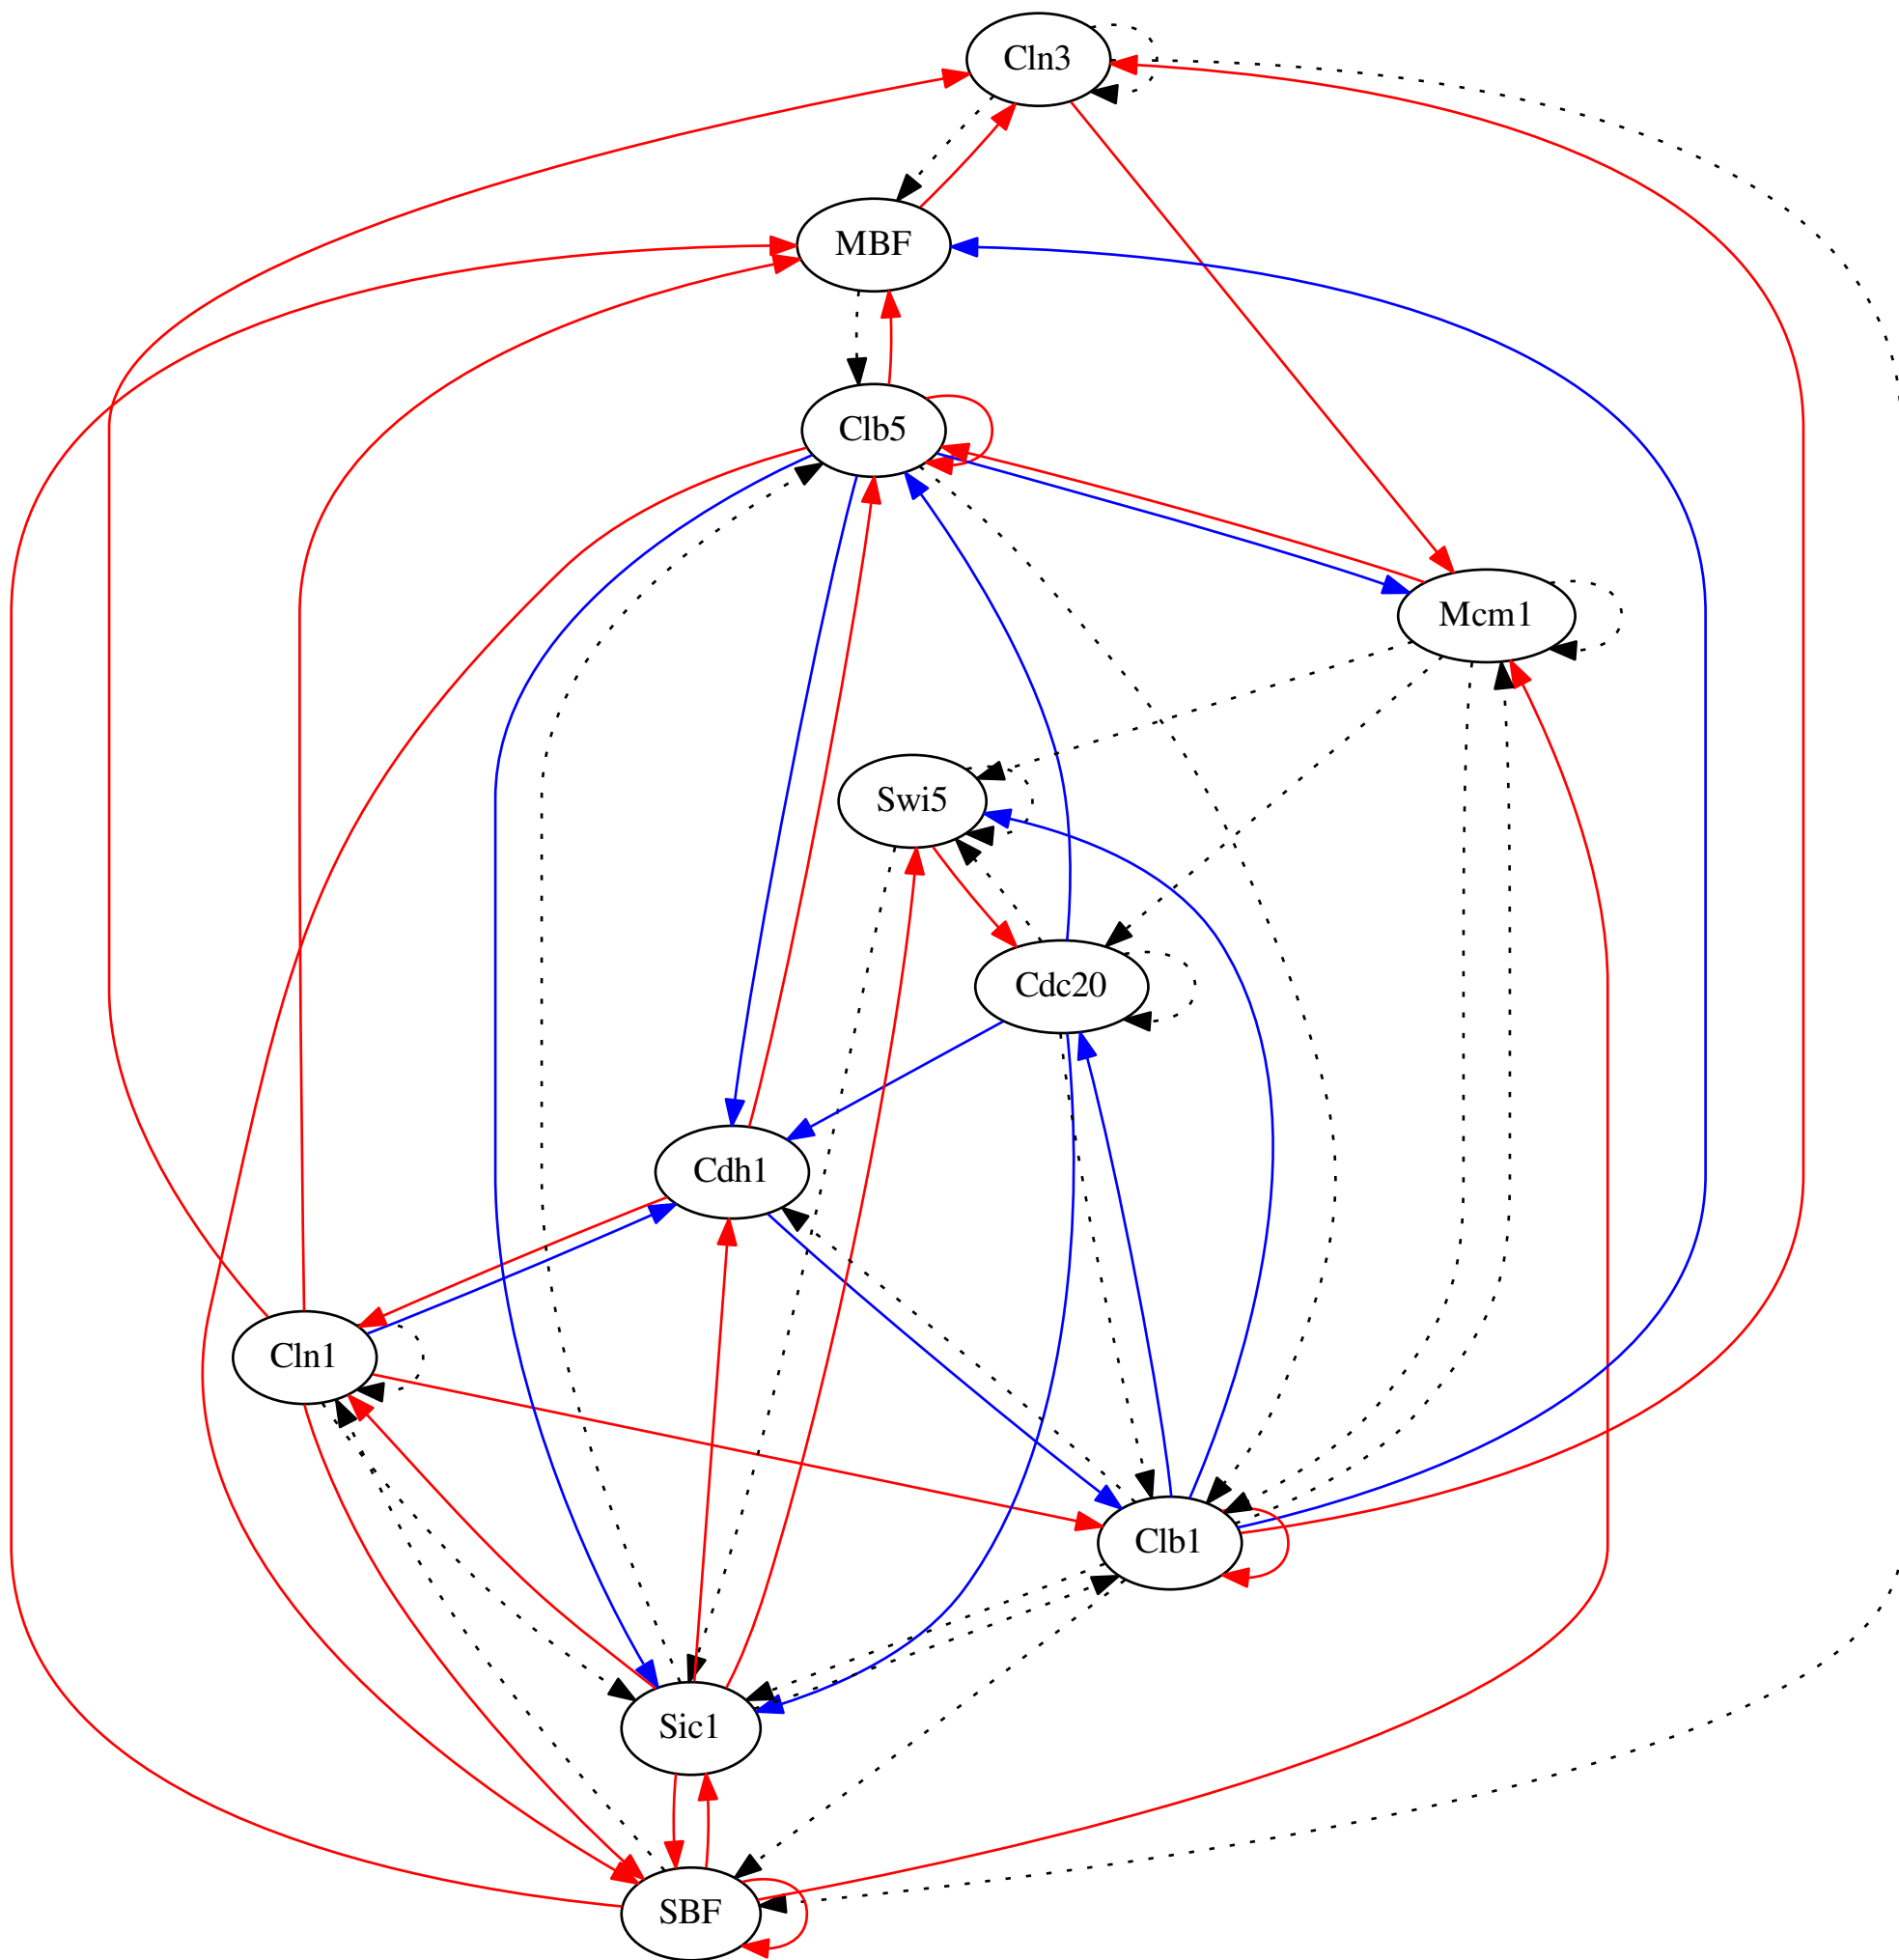 Cln3
MBF
Clb5
Mcm1
Swi5
Cdc20
Cdh1
Cln1
Clb1
Sic1
SBF